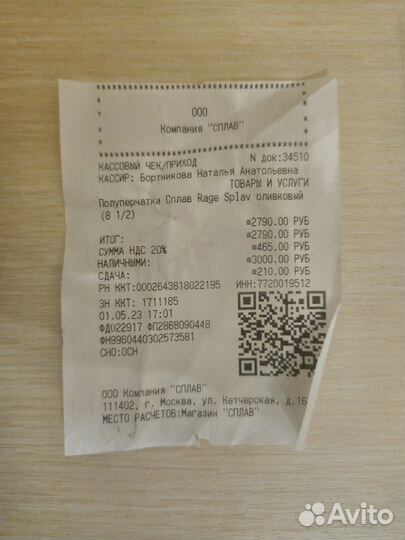 ООО
Компания "СПЛАВ"
КАССОВЫЙ ЧЕК/ПРИХОД N док:34510
КАССИР: Бортникова Наталья Анатольевна
ТОВАРЫ И УСЛУГИ
Полуперчатки Сплав Rage Splav оливковый
(8 1/2)
=2790.00 РУБ
ИТОГ: =2790.00 РУБ
СУММА НДС 20% =465.00 РУБ
НАЛИЧНЫМИ: =3000.00 РУБ
СДАЧА: =210.00 РУБ
РН ККТ:0002643818022195 ИНН:7720019512
ЗН ККТ: 1711185
01.05.23 17:01
ФД022917 ФП2868090448
ФН9960440302573581
СНО:ОСН
ООО Компания "СПЛАВ"
111402, г. Москва, ул. Кетчерская, д.16
МЕСТО РАСЧЕТОВ:Магазин "СПЛАВ"
Avito